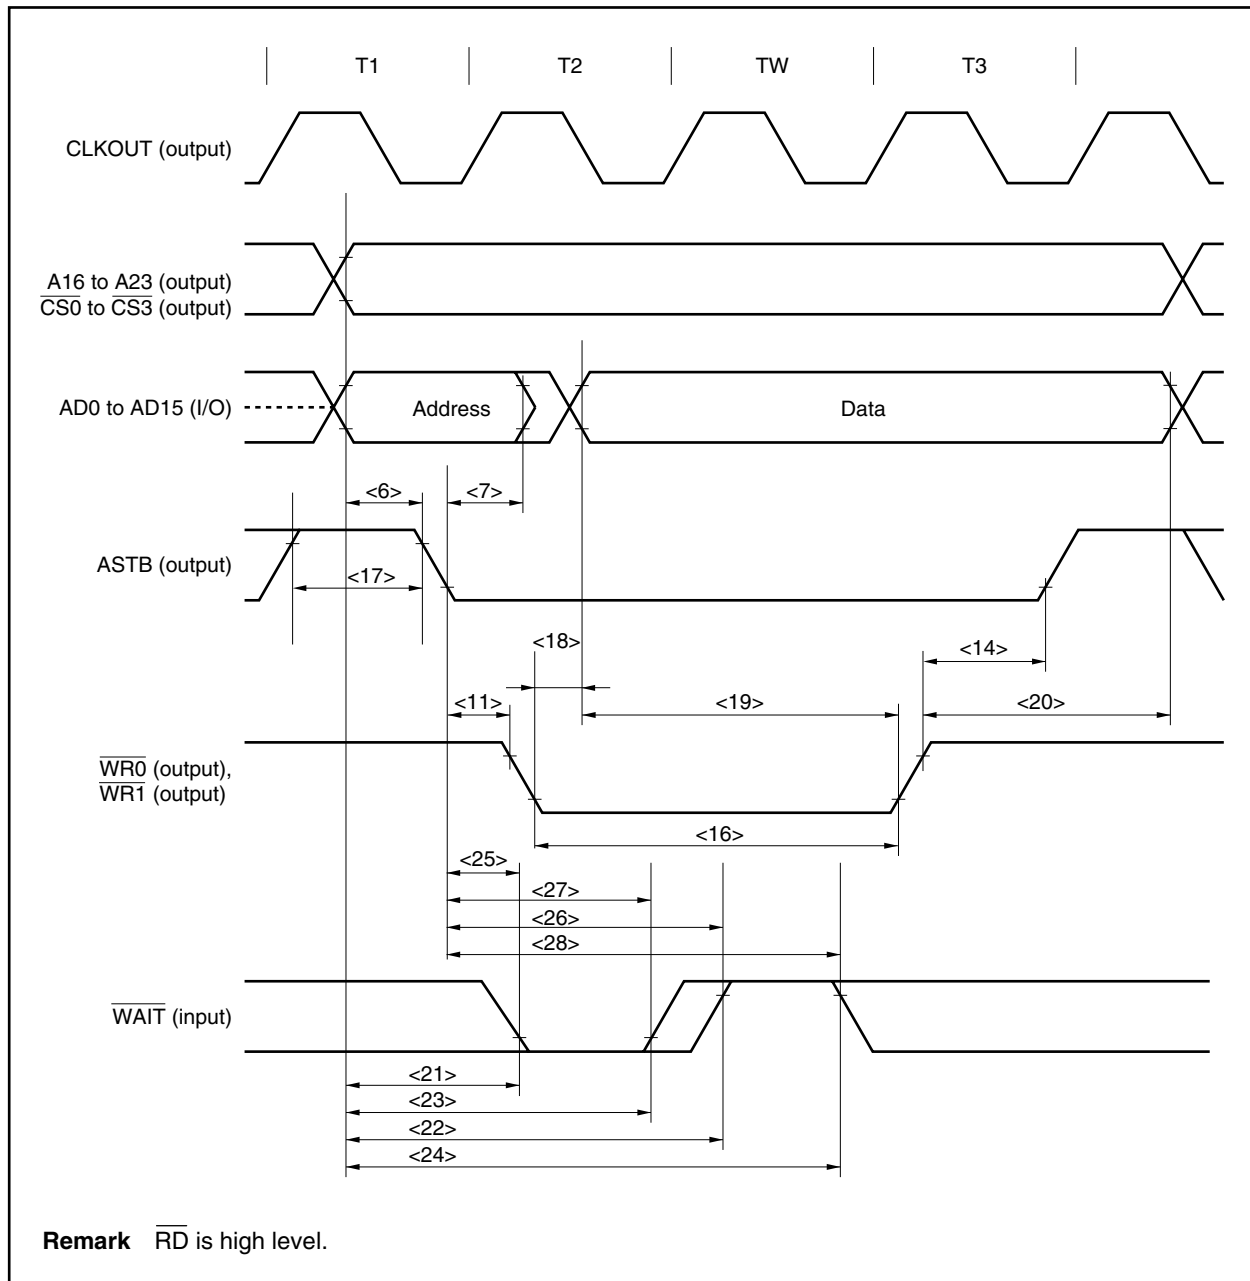 T1 T2 TW T3
CLKOUT (output)
A16 to A23 (output)
CS0 to CS3 (output)
AD0 to AD15 (I/O)
Address
Data
<6>
<7>
ASTB (output)
<17>
<18>
<14>
<11>
<19>
<20>
WR0 (output),
WR1 (output)
<16>
<25>
<27>
<26>
<28>
WAIT (input)
<21>
<23>
<22>
<24>
Remark RD is high level.